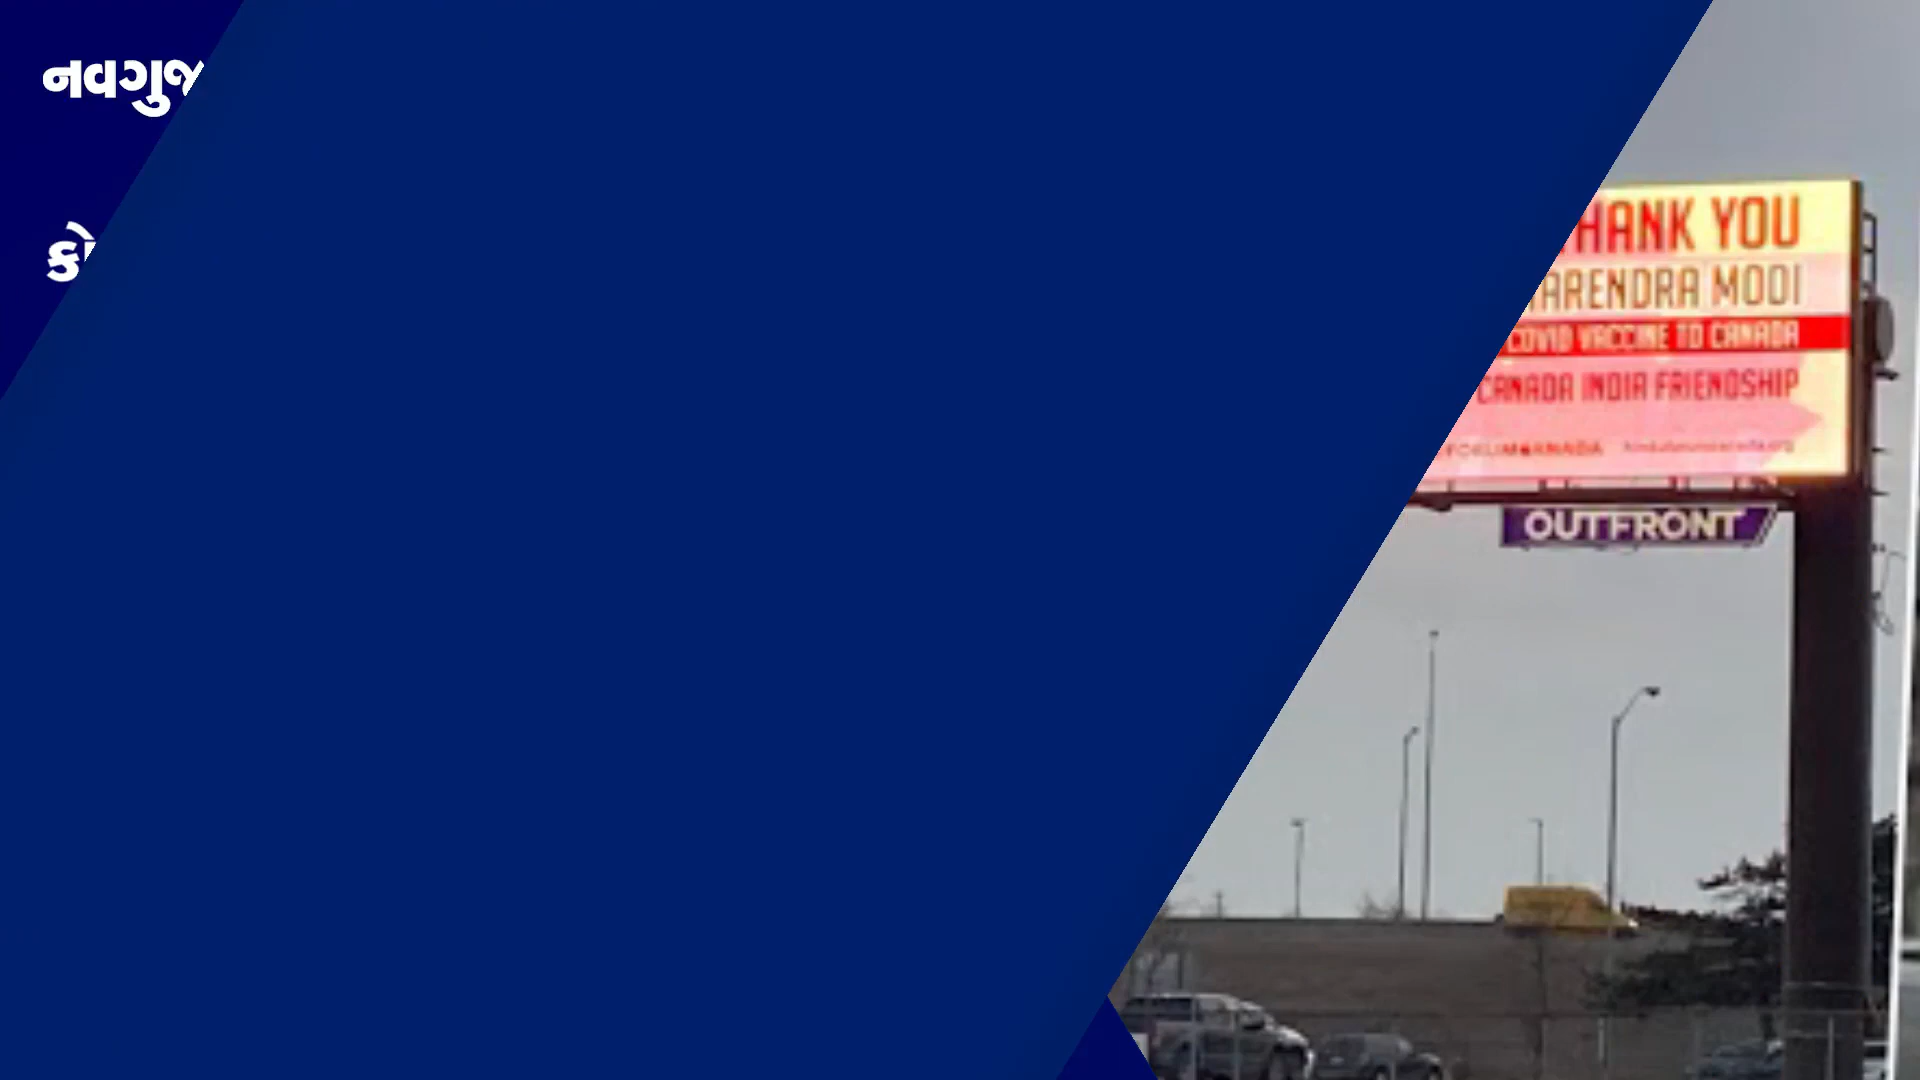 નવગુજ
કો
HANK YOU
ARENDRA MODI
COVID VACCINE TO CANADA
CANADA INDIA FRIENDSHIP
OUTFRONT